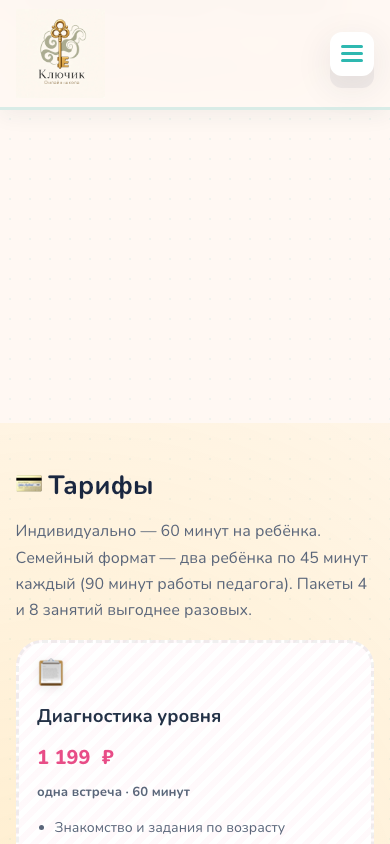 Ключик
Тарифы
Индивидуально — 60 минут на ребёнка.
Семейный формат — два ребёнка по 45 минут
каждый (90 минут работы педагога). Пакеты 4
и 8 занятий выгоднее разовых.
Диагностика уровня
1 199 ₽
одна встреча · 60 минут
• Знакомство и задания по возрасту